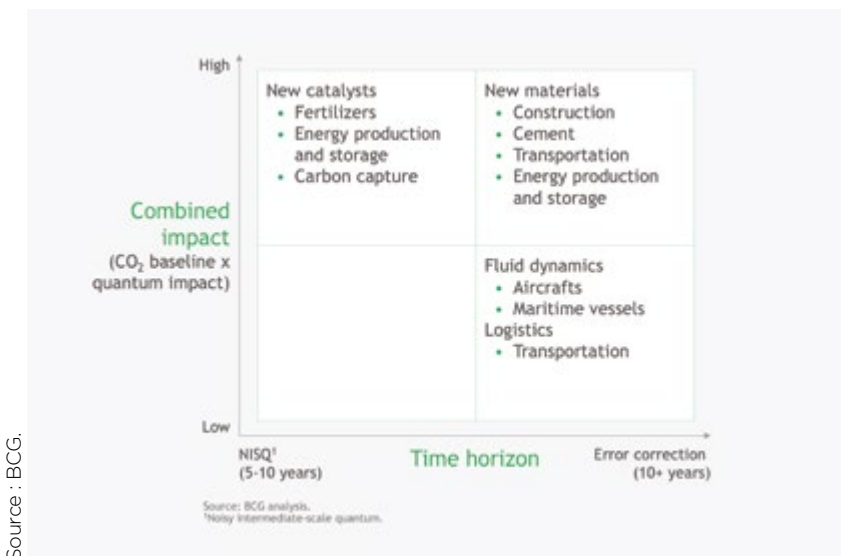 High
New catalysts
• Fertilizers
• Energy production
and storage
• Carbon capture
New materials
• Construction
• Cement
• Transportation
• Energy production
and storage
Combined
impact
(CO₂ baseline x
quantum impact)
Fluid dynamics
• Aircrafts
• Maritime vessels
Logistics
• Transportation
Low
NISQ¹
(5-10 years)
Time horizon
Error correction
(10+ years)
Source: BCG analysis.
¹Noisy intermediate-scale quantum.
Source : BCG.